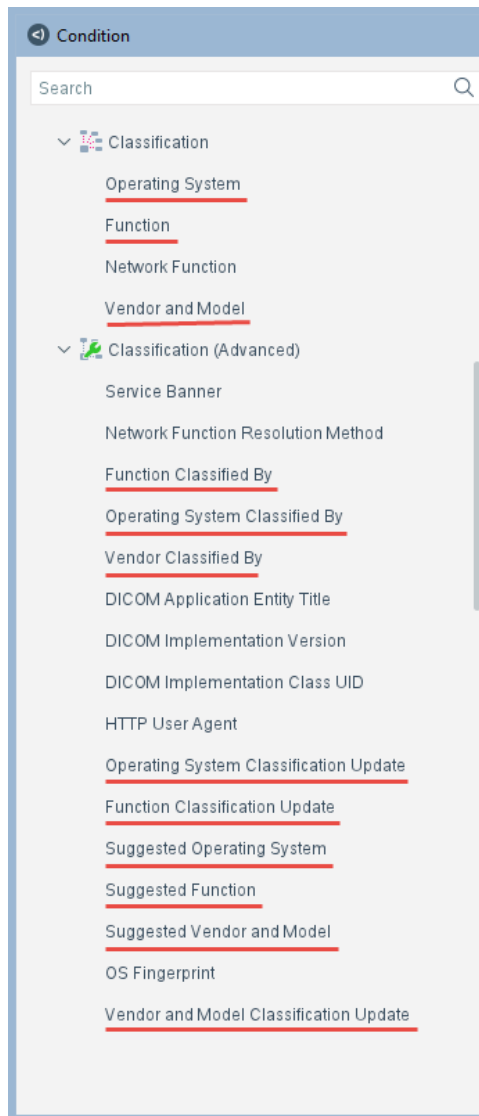 Condition
Search
Classification
Operating System
Function
Network Function
Vendor and Model
Classification (Advanced)
Service Banner
Network Function Resolution Method
Function Classified By
Operating System Classified By
Vendor Classified By
DICOM Application Entity Title
DICOM Implementation Version
DICOM Implementation Class UID
HTTP User Agent
Operating System Classification Update
Function Classification Update
Suggested Operating System
Suggested Function
Suggested Vendor and Model
OS Fingerprint
Vendor and Model Classification Update